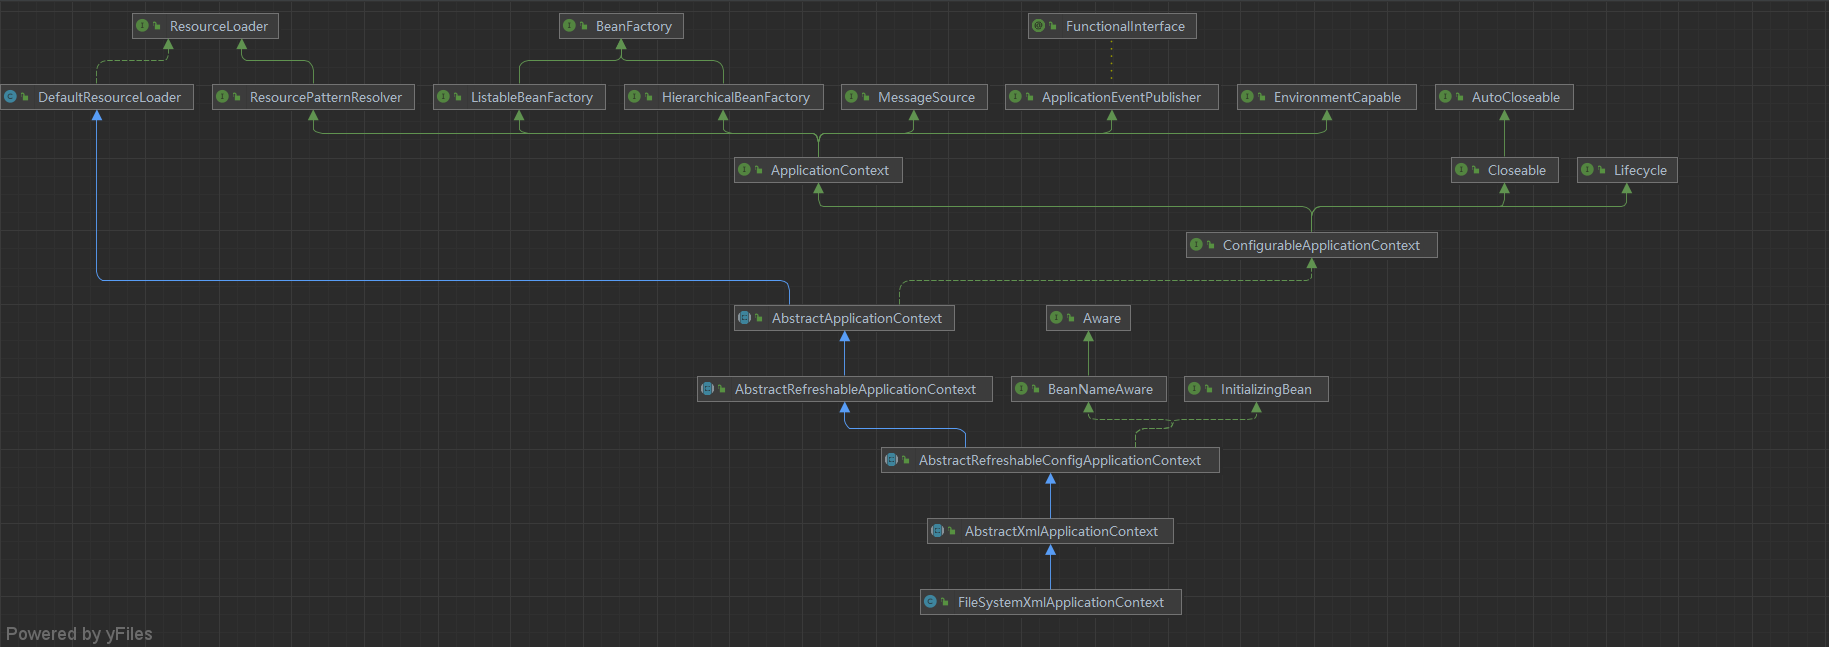 ResourceLoader
BeanFactory
FunctionalInterface
DefaultResourceLoader
ResourcePatternResolver
ListableBeanFactory
HierarchicalBeanFactory
MessageSource
ApplicationEventPublisher
EnvironmentCapable
AutoCloseable
ApplicationContext
Closeable
Lifecycle
ConfigurableApplicationContext
AbstractApplicationContext
Aware
AbstractRefreshableApplicationContext
BeanNameAware
InitializingBean
AbstractRefreshableConfigApplicationContext
AbstractXmlApplicationContext
FileSystemXmlApplicationContext
Powered by yFiles